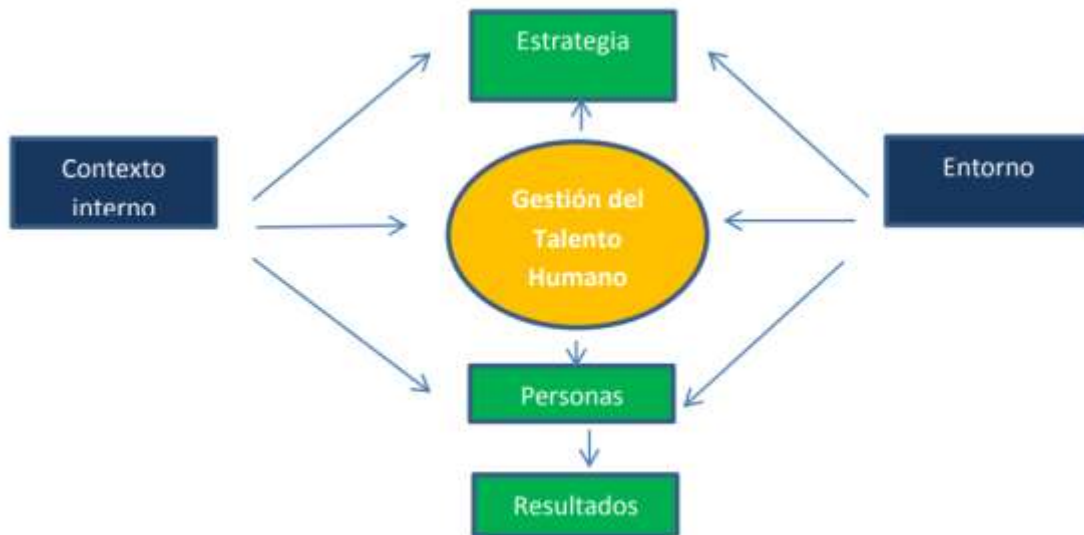 Estrategia
Contexto
interno
Entorno
Gestión del
Talento
Humano
Personas
Resultados